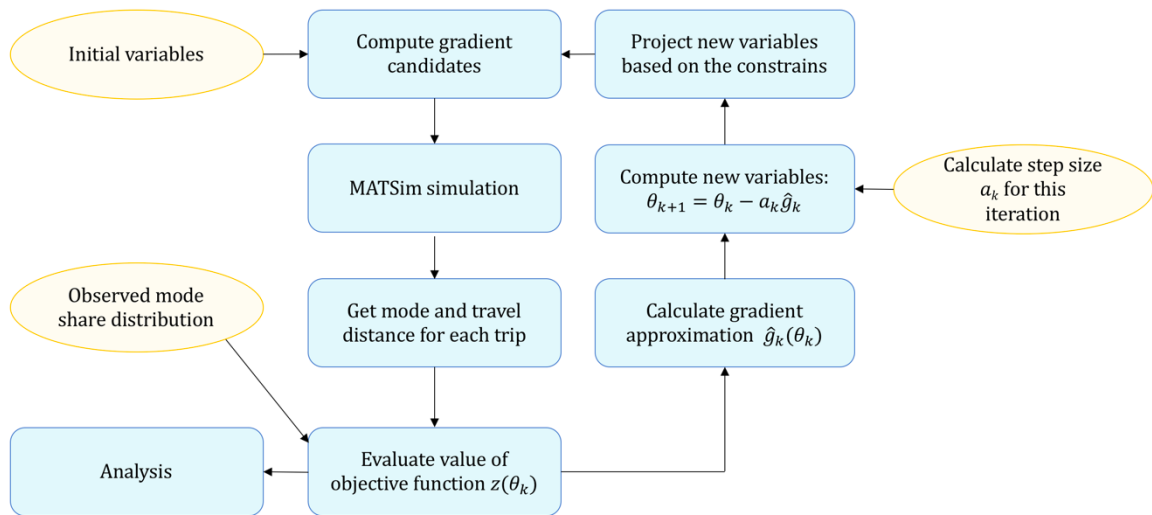 Initial variables
Compute gradient
candidates
Project new variables
based on the constrains
MATSim simulation
Compute new variables:
θₖ₊₁ = θₖ − aₖĝₖ
Calculate step size
aₖ for this
iteration
Observed mode
share distribution
Get mode and travel
distance for each trip
Calculate gradient
approximation ĝₖ(θₖ)
Analysis
Evaluate value of
objective function z(θₖ)